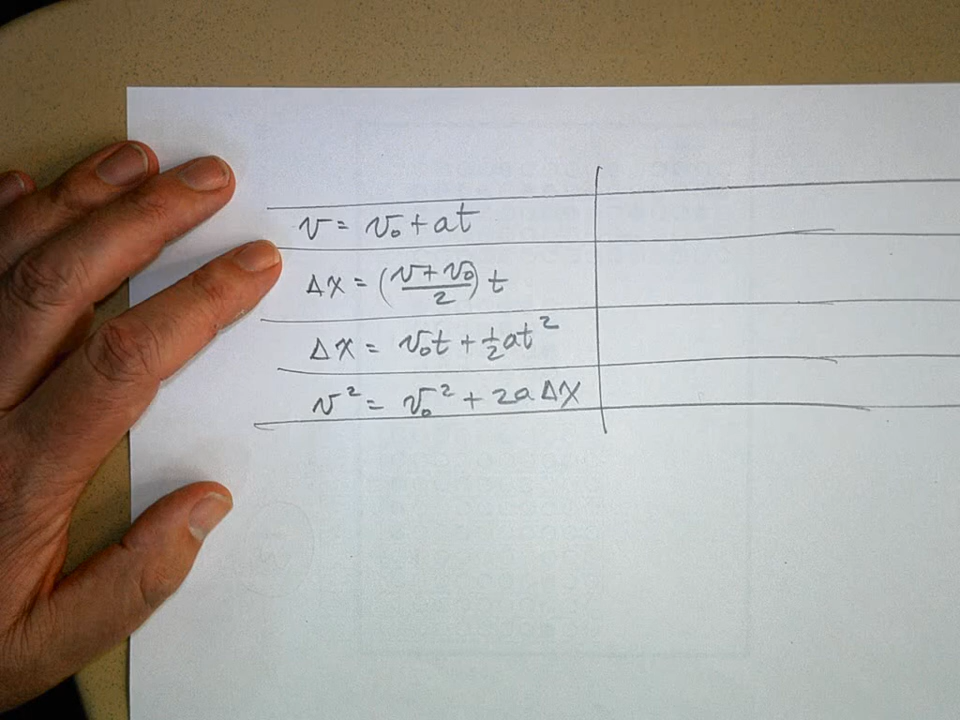 v = v₀ + at
Δx = (v + v₀ / 2) t
Δx = v₀t + ½at²
v² = v₀² + 2aΔx